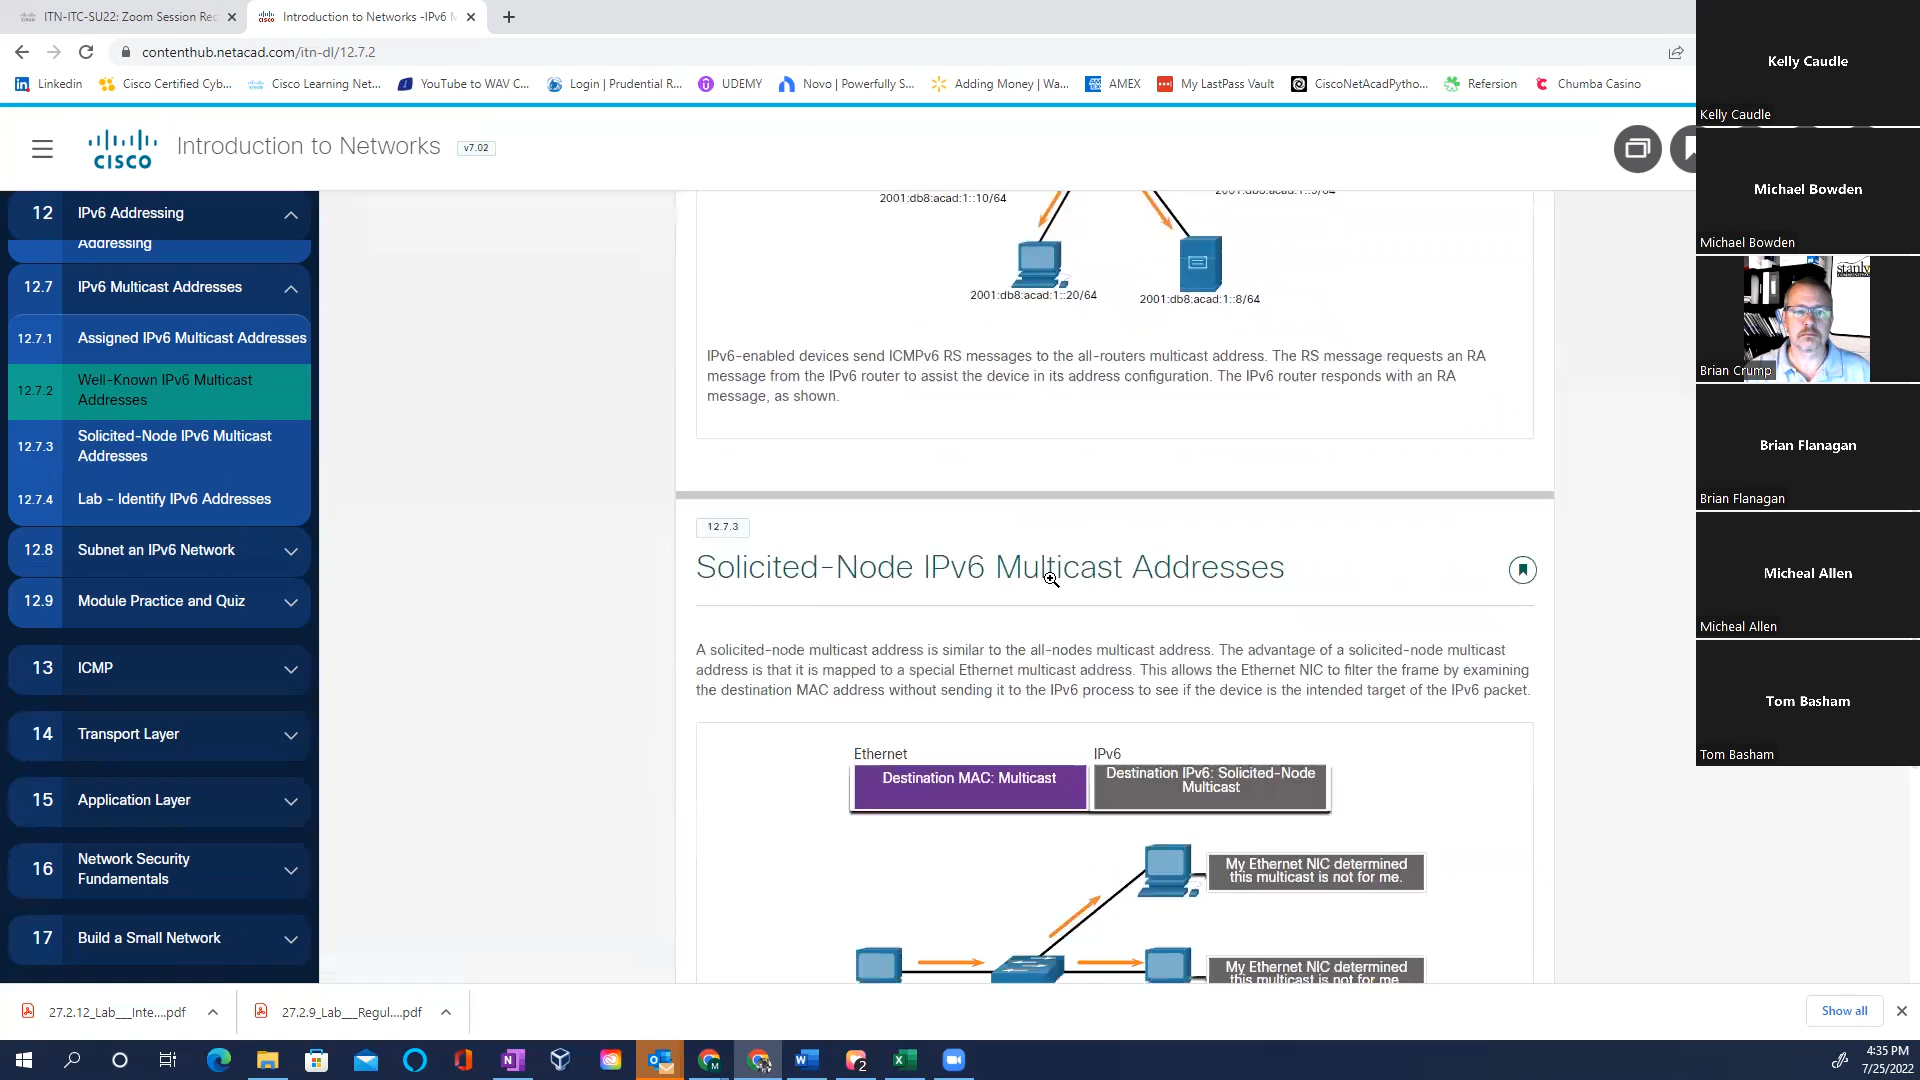 ITN-ITC-SU22: Zoom Session Rec
Introduction to Networks -IPv6 M
contenthub.netacad.com/itn-dl/12.7.2
Linkedin
Cisco Certified Cyb...
Cisco Learning Net...
YouTube to WAV C...
Login | Prudential R...
UDEMY
Novo | Powerfully S...
Adding Money | Wa...
AMEX
My LastPass Vault
CiscoNetAcadPytho...
Refersion
Chumba Casino
CISCO
Introduction to Networks
v7.02
12 IPv6 Addressing
Addressing
12.7 IPv6 Multicast Addresses
12.7.1 Assigned IPv6 Multicast Addresses
12.7.2 Well-Known IPv6 Multicast
Addresses
12.7.3 Solicited-Node IPv6 Multicast
Addresses
12.7.4 Lab - Identify IPv6 Addresses
12.8 Subnet an IPv6 Network
12.9 Module Practice and Quiz
13 ICMP
14 Transport Layer
15 Application Layer
16 Network Security
Fundamentals
17 Build a Small Network
2001:db8:acad:1::10/64
2001:db8:acad:1::20/64
2001:db8:acad:1::8/64
IPv6-enabled devices send ICMPv6 RS messages to the all-routers multicast address. The RS message requests an RA
message from the IPv6 router to assist the device in its address configuration. The IPv6 router responds with an RA
message, as shown.
12.7.3
Solicited-Node IPv6 Multicast Addresses
A solicited-node multicast address is similar to the all-nodes multicast address. The advantage of a solicited-node multicast
address is that it is mapped to a special Ethernet multicast address. This allows the Ethernet NIC to filter the frame by examining
the destination MAC address without sending it to the IPv6 process to see if the device is the intended target of the IPv6 packet.
Ethernet
IPv6
Destination MAC: Multicast
Destination IPv6: Solicited-Node
Multicast
My Ethernet NIC determined
this multicast is not for me.
My Ethernet NIC determined
this multicast is not for me.
Kelly Caudle
Kelly Caudle
Michael Bowden
Michael Bowden
stanly
Brian Crump
Brian Flanagan
Brian Flanagan
Micheal Allen
Micheal Allen
Tom Basham
Tom Basham
27.2.12_Lab___Inte....pdf
27.2.9_Lab___Regul....pdf
Show all
2
4:35 PM
7/25/2022